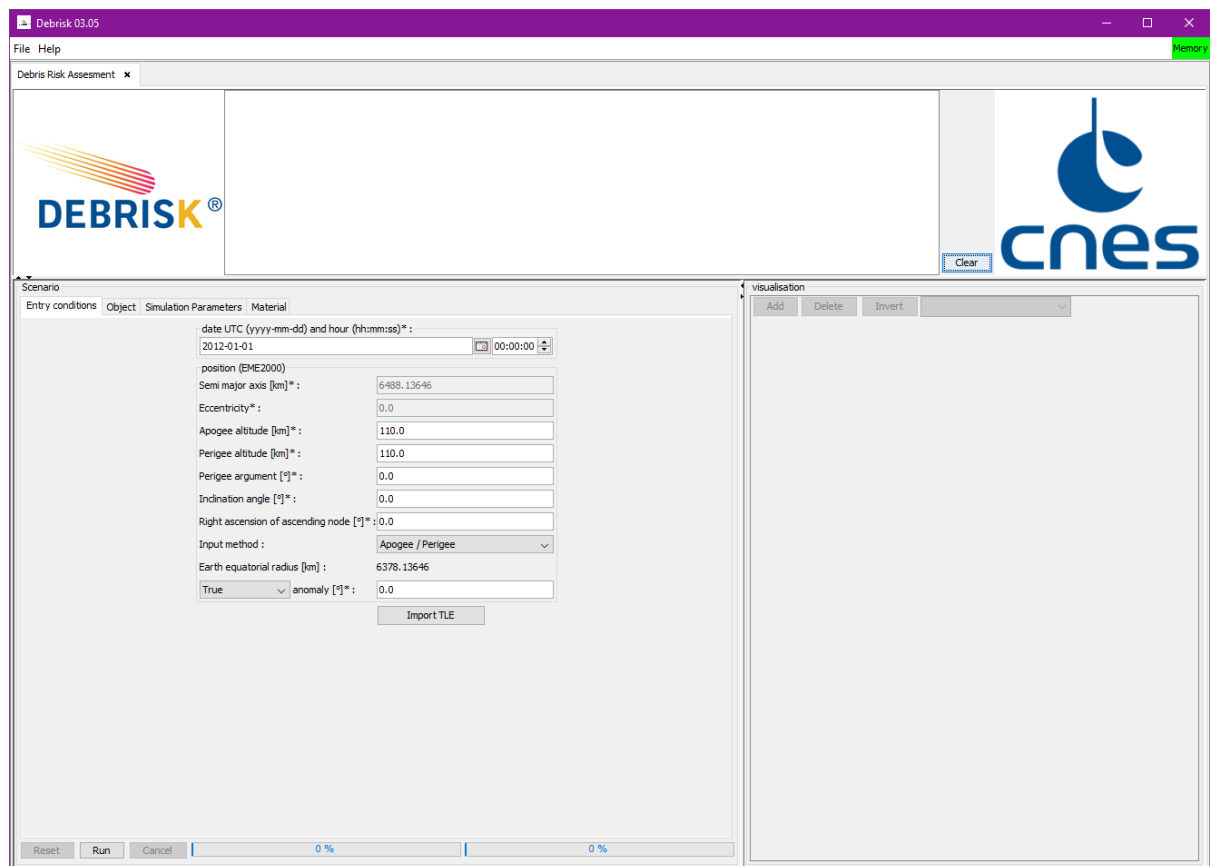 Debrisk 03.05
File Help
Memory
Debris Risk Assesment
DEBRISK®
Clear
cnes
Scenario
visualisation
Entry conditions Object Simulation Parameters Material
Add Delete Invert
date UTC (yyyy-mm-dd) and hour (hh:mm:ss)* :
2012-01-01 00:00:00
position (EME2000)
Semi major axis [km]* : 6488.13646
Eccentricity* : 0.0
Apogee altitude [km]* : 110.0
Perigee altitude [km]* : 110.0
Perigee argument [º]* : 0.0
Inclination angle [º]* : 0.0
Right ascension of ascending node [º]* : 0.0
Input method : Apogee / Perigee
Earth equatorial radius [km] : 6378.13646
True anomaly [º]* : 0.0
Import TLE
Reset Run Cancel 0 % 0 %